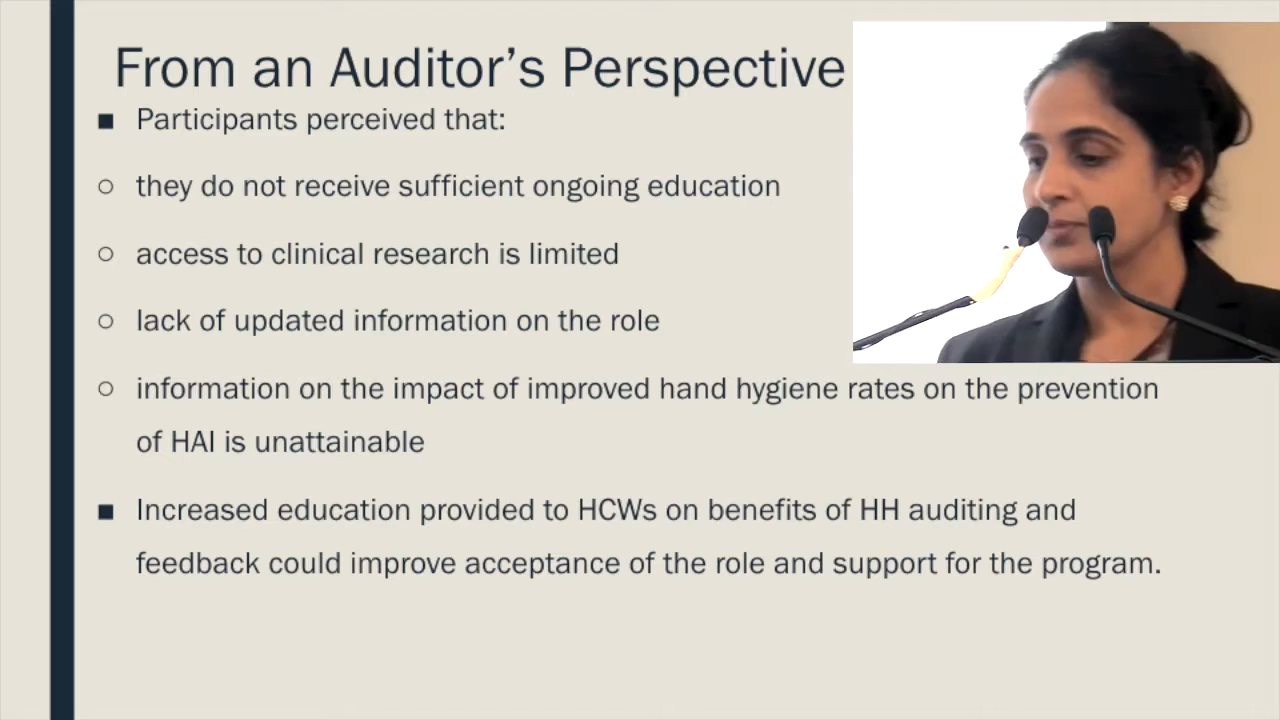 From an Auditor’s Perspective
■ Participants perceived that:
○ they do not receive sufficient ongoing education
○ access to clinical research is limited
○ lack of updated information on the role
○ information on the impact of improved hand hygiene rates on the prevention
of HAI is unattainable
■ Increased education provided to HCWs on benefits of HH auditing and
feedback could improve acceptance of the role and support for the program.